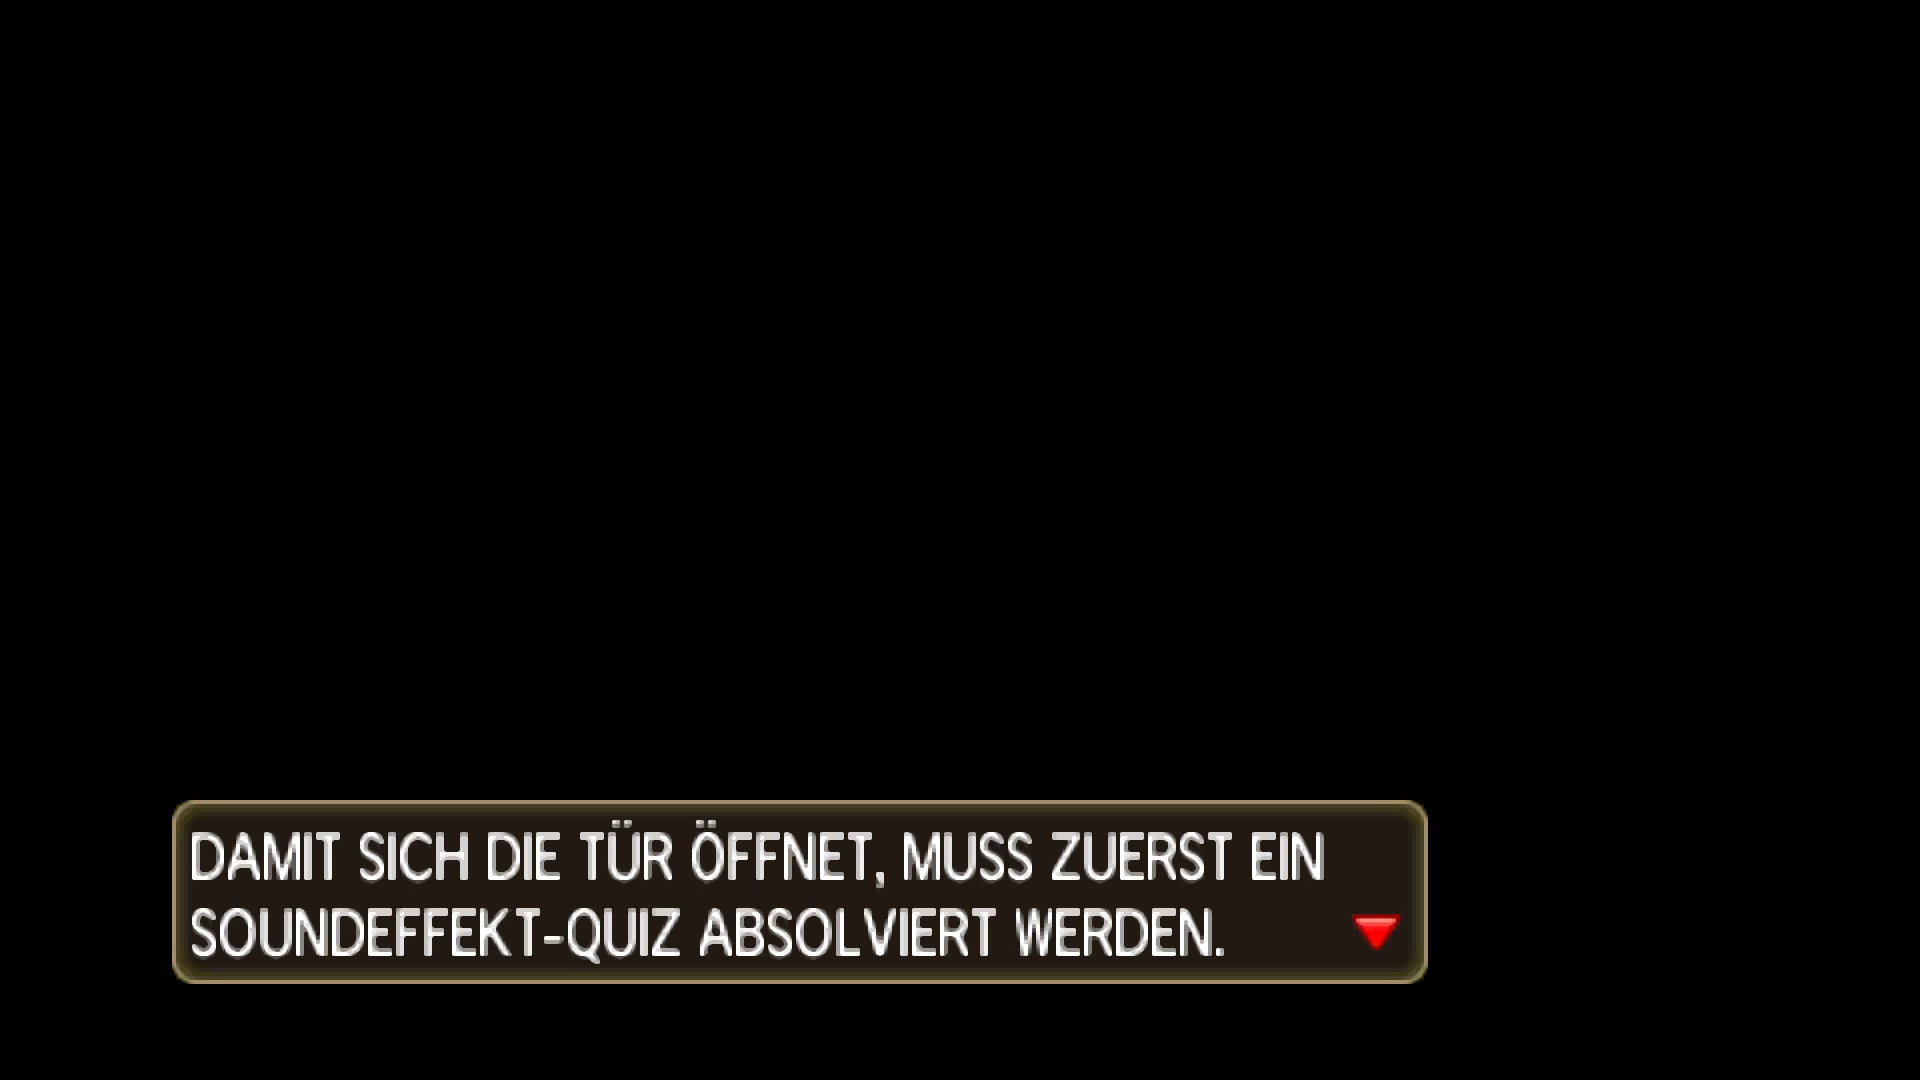 DAMIT SICH DIE TÜR ÖFFNET, MUSS ZUERST EIN
SOUNDEFFEKT-QUIZ ABSOLVIERT WERDEN.